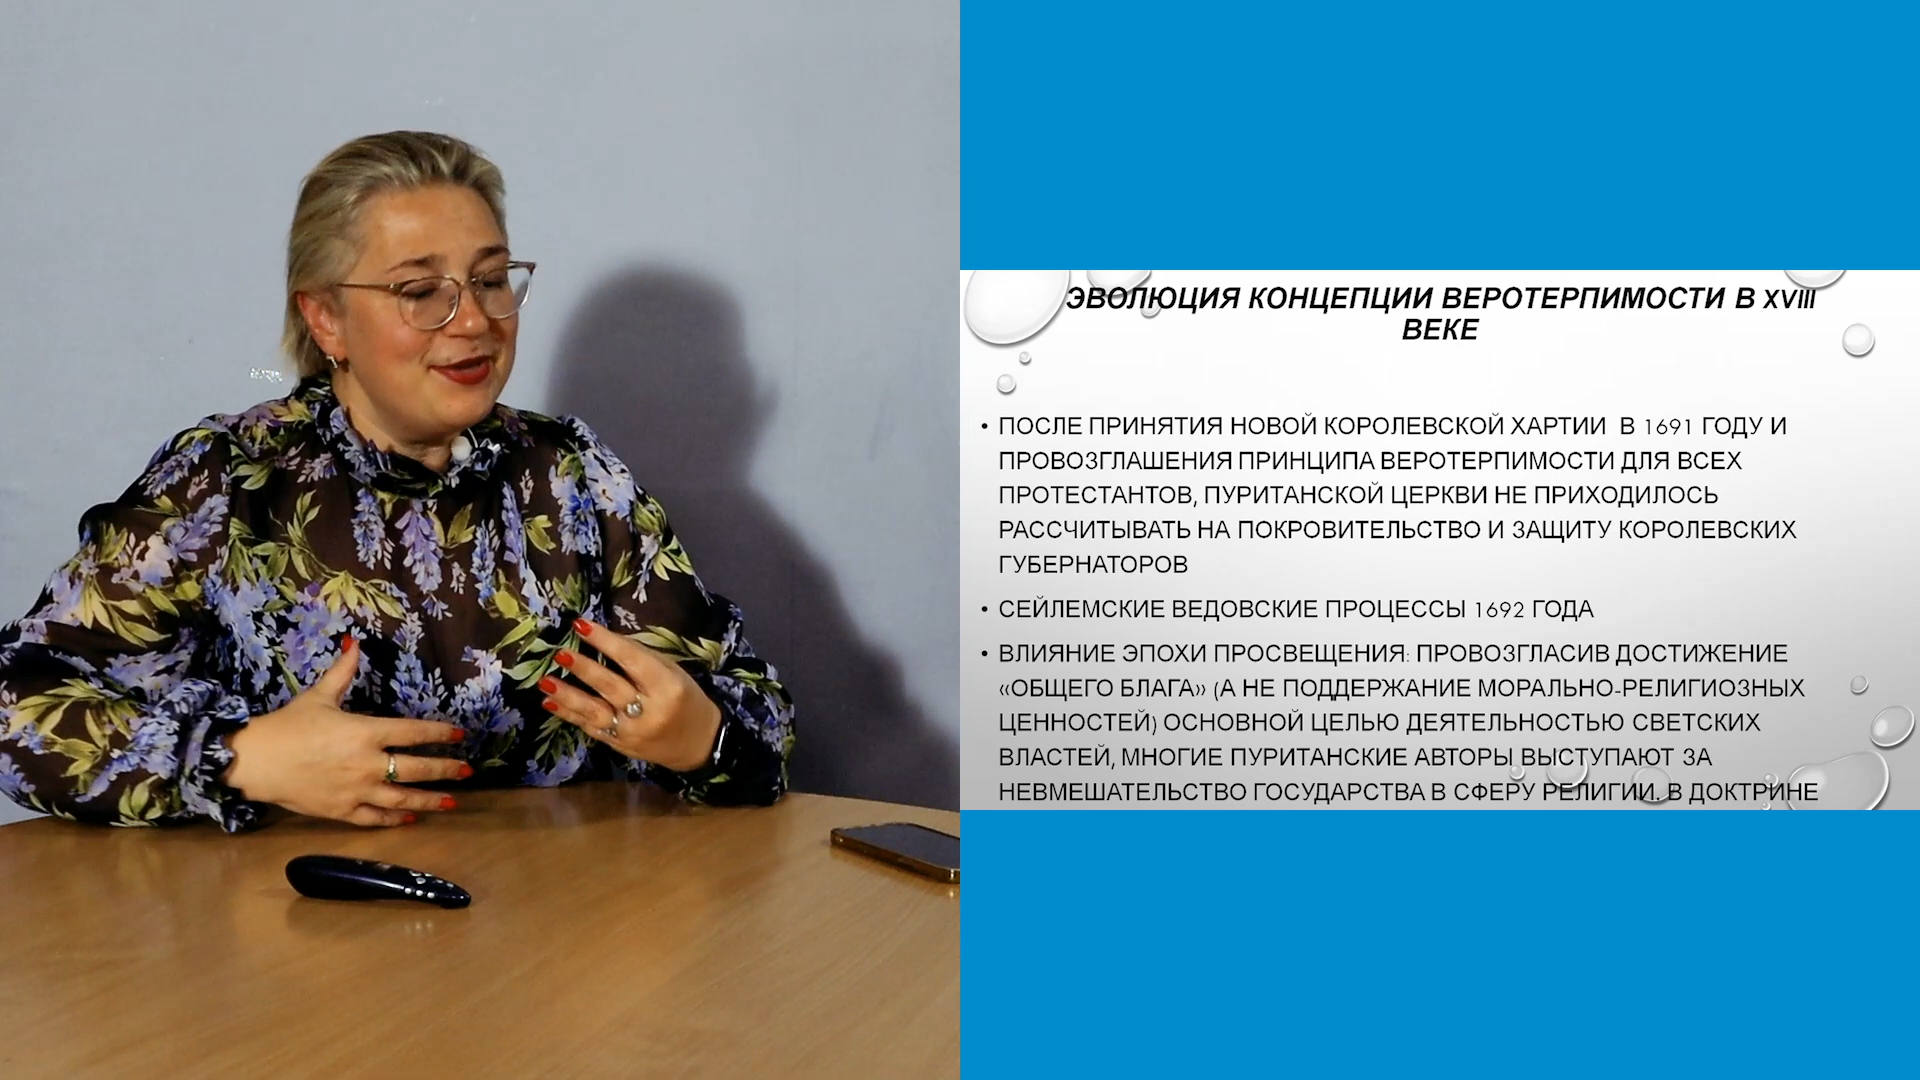 ЭВОЛЮЦИЯ КОНЦЕПЦИИ ВЕРОТЕРПИМОСТИ В XVIII
ВЕКЕ
• ПОСЛЕ ПРИНЯТИЯ НОВОЙ КОРОЛЕВСКОЙ ХАРТИИ В 1691 ГОДУ И
ПРОВОЗГЛАШЕНИЯ ПРИНЦИПА ВЕРОТЕРПИМОСТИ ДЛЯ ВСЕХ
ПРОТЕСТАНТОВ, ПУРИТАНСКОЙ ЦЕРКВИ НЕ ПРИХОДИЛОСЬ
РАССЧИТЫВАТЬ НА ПОКРОВИТЕЛЬСТВО И ЗАЩИТУ КОРОЛЕВСКИХ
ГУБЕРНАТОРОВ
• СЕЙЛЕМСКИЕ ВЕДОВСКИЕ ПРОЦЕССЫ 1692 ГОДА
• ВЛИЯНИЕ ЭПОХИ ПРОСВЕЩЕНИЯ: ПРОВОЗГЛАСИВ ДОСТИЖЕНИЕ
«ОБЩЕГО БЛАГА» (А НЕ ПОДДЕРЖАНИЕ МОРАЛЬНО-РЕЛИГИОЗНЫХ
ЦЕННОСТЕЙ) ОСНОВНОЙ ЦЕЛЬЮ ДЕЯТЕЛЬНОСТЬЮ СВЕТСКИХ
ВЛАСТЕЙ, МНОГИЕ ПУРИТАНСКИЕ АВТОРЫ ВЫСТУПАЮТ ЗА
НЕВМЕШАТЕЛЬСТВО ГОСУДАРСТВА В СФЕРУ РЕЛИГИИ. В ДОКТРИНЕ